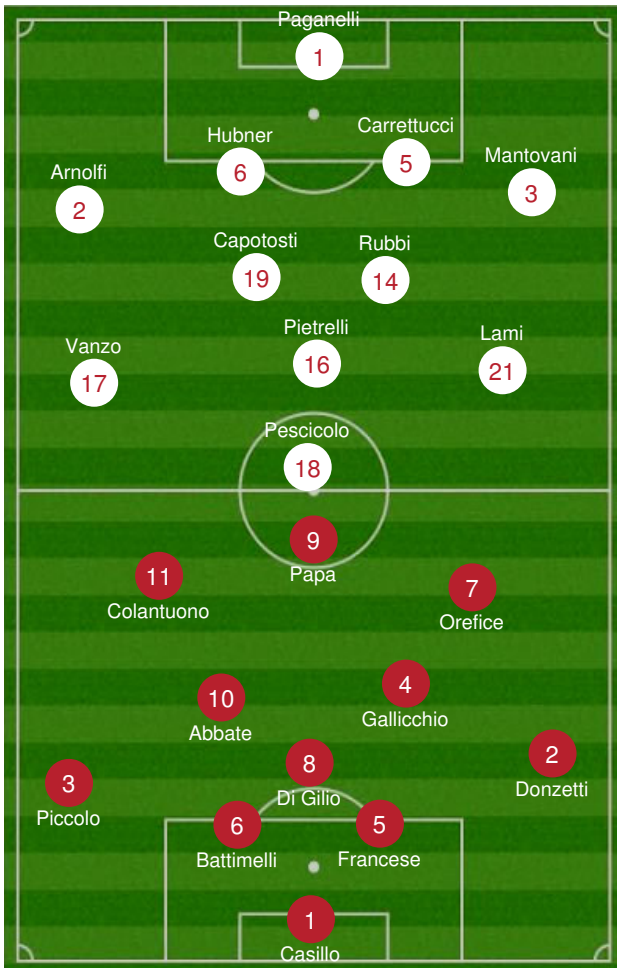 Paganelli
1
Hubner
6
Carrettucci
5
Arnolfi
2
Mantovani
3
Capotosti
19
Rubbi
14
Vanzo
17
Pietrelli
16
Lami
21
Pescicolo
18
9
Papa
11
Colantuono
7
Orefice
10
Abbate
4
Gallicchio
3
Piccolo
8
Di Gilio
2
Donzetti
6
Battimelli
5
Francese
1
Casillo